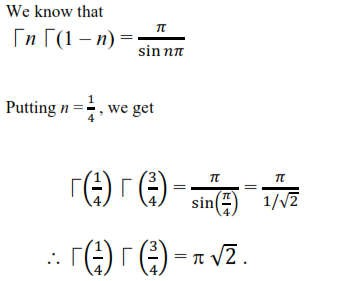 We know that
⎾n ⎾(1 − n) = π / sin nπ
Putting n = 1/4 , we get
⎾(1/4) ⎾(3/4) = π / sin(π/4) = π / 1/√2
∴ ⎾(1/4) ⎾(3/4) = π √2 .